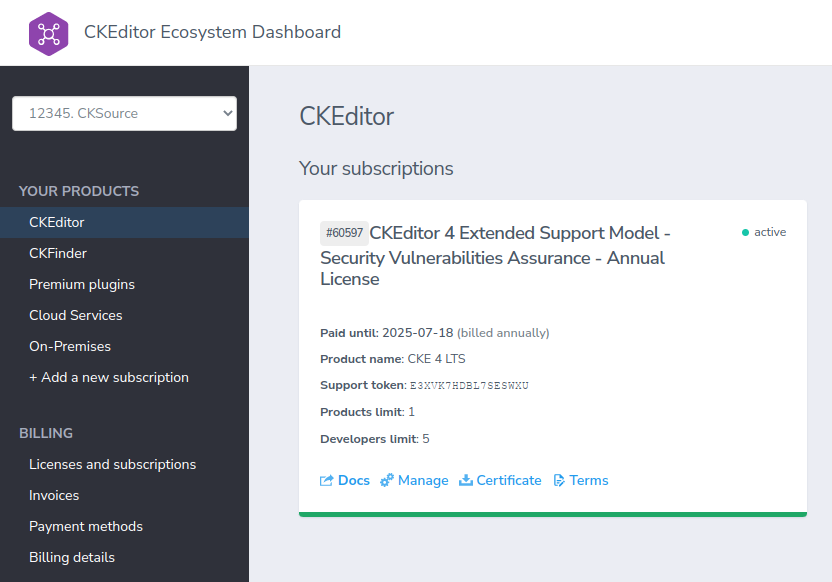 CKEditor Ecosystem Dashboard
12345. CKSource
YOUR PRODUCTS
CKEditor
CKFinder
Premium plugins
Cloud Services
On-Premises
+ Add a new subscription
BILLING
Licenses and subscriptions
Invoices
Payment methods
Billing details
CKEditor
Your subscriptions
#60597 CKEditor 4 Extended Support Model -
Security Vulnerabilities Assurance - Annual
License
active
Paid until: 2025-07-18 (billed annually)
Product name: CKE 4 LTS
Support token: E3XVK7HDBL7SESWXU
Products limit: 1
Developers limit: 5
Docs Manage Certificate Terms